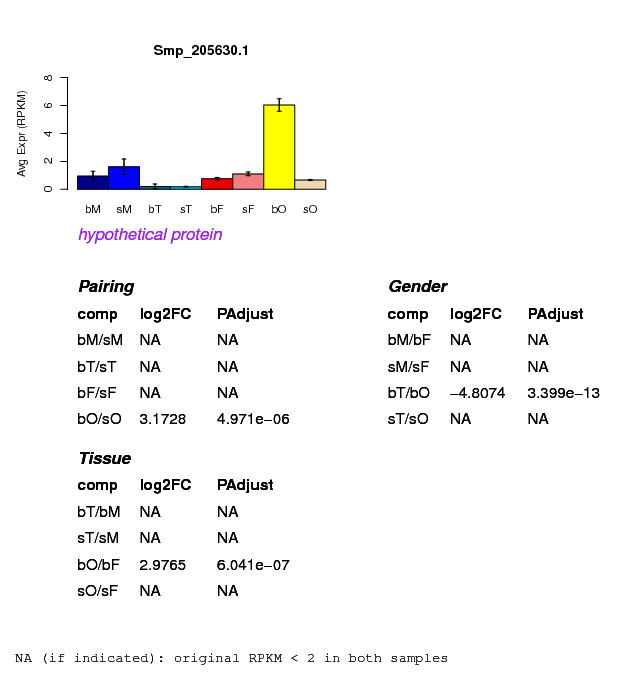 Smp_205630.1
Avg Expr (RPKM)
8
6
4
2
0
bM sM bT sT bF sF bO sO
hypothetical protein
Pairing
comp log2FC PAdjust
bM/sM NA NA
bT/sT NA NA
bF/sF NA NA
bO/sO 3.1728 4.971e−06
Gender
comp log2FC PAdjust
bM/bF NA NA
sM/sF NA NA
bT/bO −4.8074 3.399e−13
sT/sO NA NA
Tissue
comp log2FC PAdjust
bT/bM NA NA
sT/sM NA NA
bO/bF 2.9765 6.041e−07
sO/sF NA NA
NA (if indicated): original RPKM < 2 in both samples